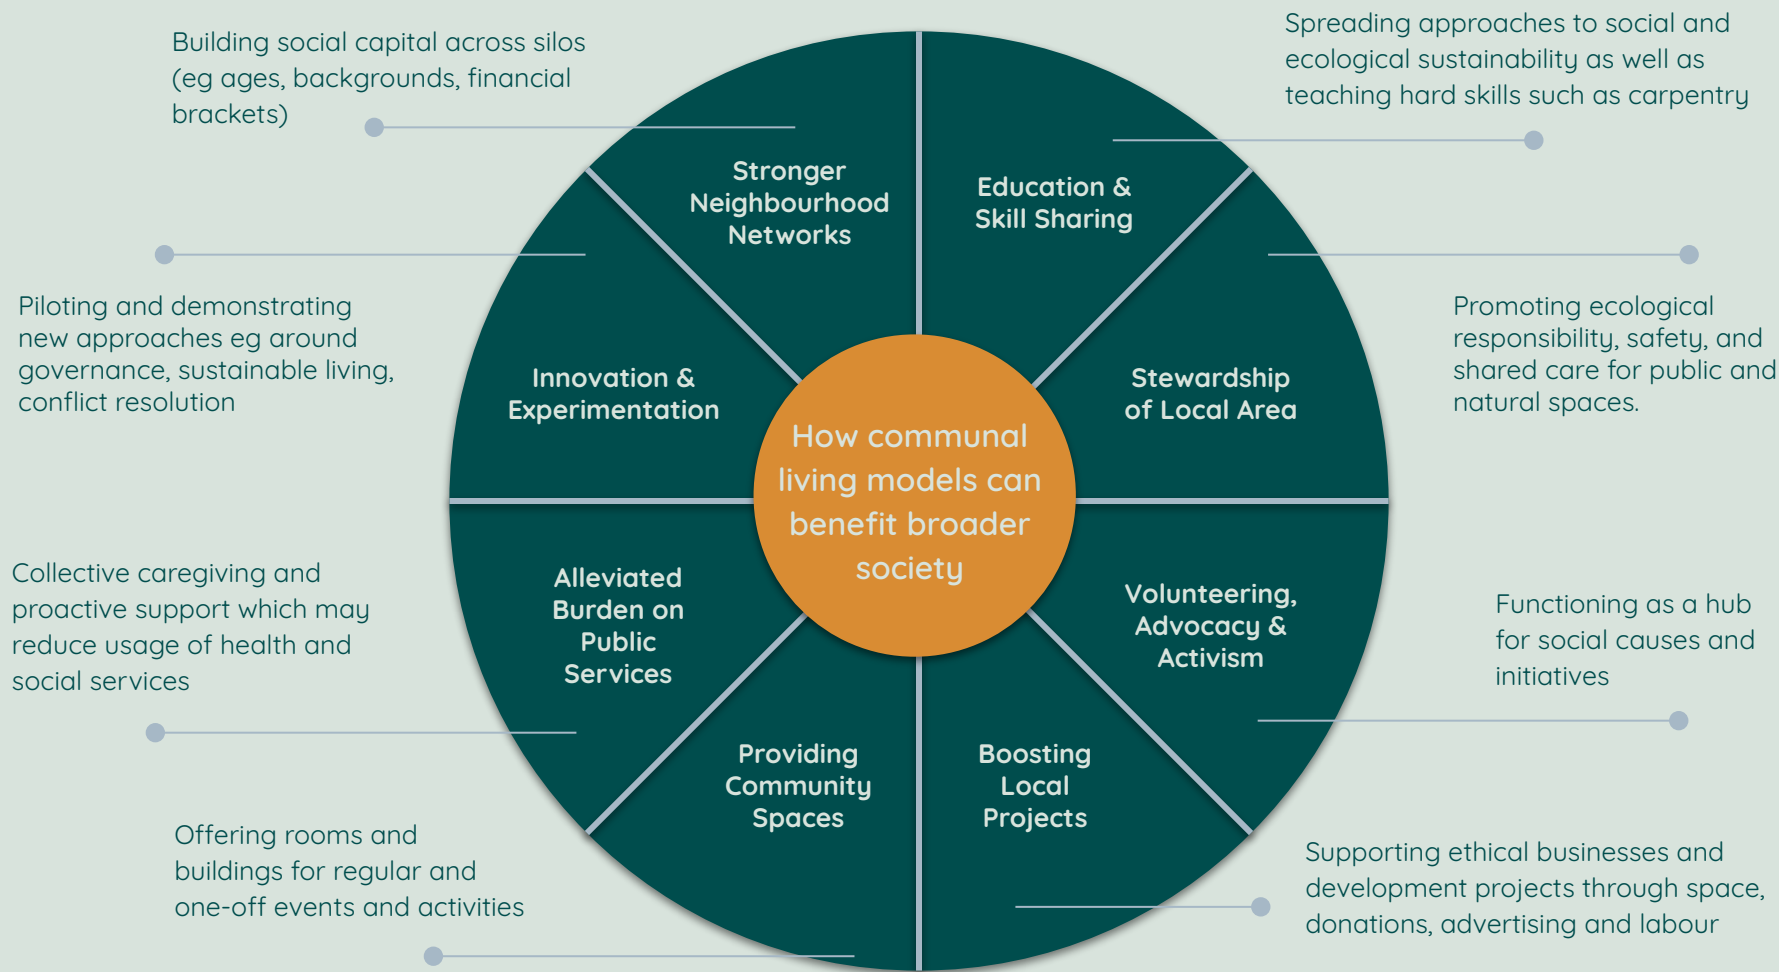 Building social capital across silos
(eg ages, backgrounds, financial
brackets)
Spreading approaches to social and
ecological sustainability as well as
teaching hard skills such as carpentry
Stronger
Neighbourhood
Networks
Education &
Skill Sharing
Piloting and demonstrating
new approaches eg around
governance, sustainable living,
conflict resolution
Innovation &
Experimentation
Stewardship
of Local Area
Promoting ecological
responsibility, safety, and
shared care for public and
natural spaces.
How communal
living models can
benefit broader
society
Collective caregiving and
proactive support which may
reduce usage of health and
social services
Alleviated
Burden on
Public
Services
Volunteering,
Advocacy &
Activism
Functioning as a hub
for social causes and
initiatives
Offering rooms and
buildings for regular and
one-off events and activities
Providing
Community
Spaces
Boosting
Local
Projects
Supporting ethical businesses and
development projects through space,
donations, advertising and labour